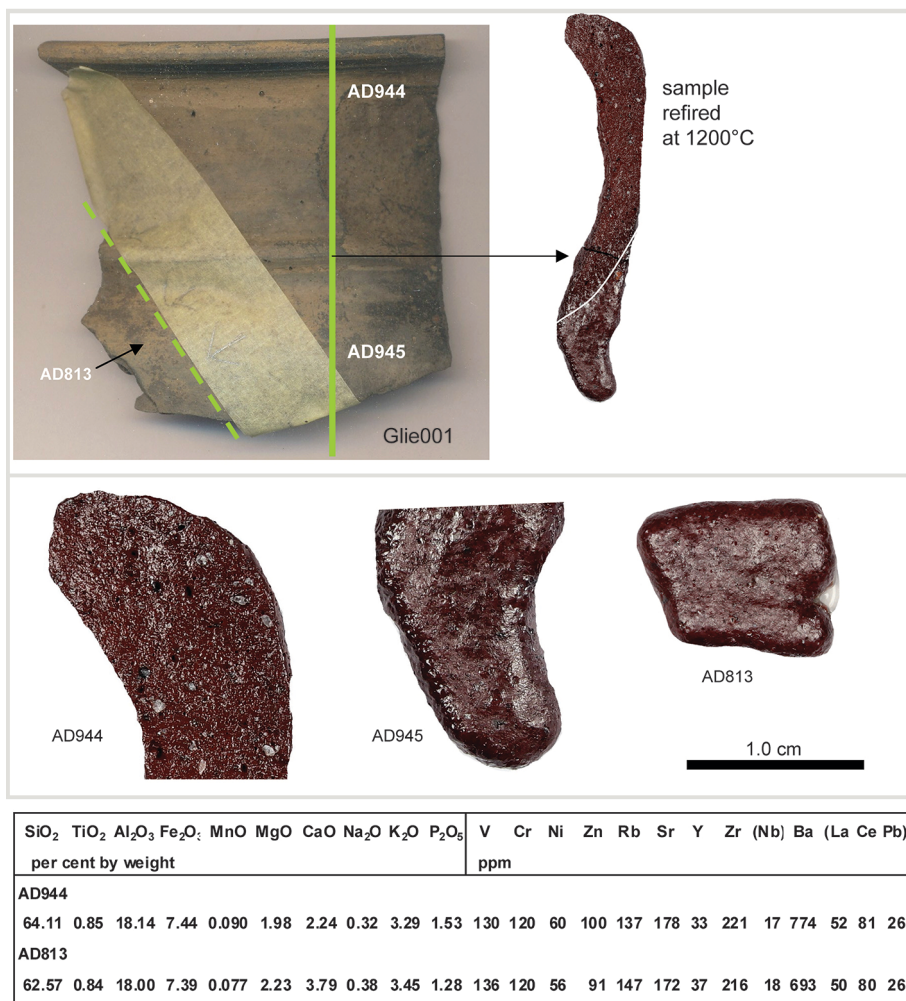 AD944
sample
refired
at 1200°C
AD945
AD813
Glie001
AD944
AD945
AD813
1.0 cm
SiO₂ TiO₂ Al₂O₃ Fe₂O₃ MnO MgO CaO Na₂O K₂O P₂O₅ V Cr Ni Zn Rb Sr Y Zr (Nb) Ba (La Ce Pb)
per cent by weight ppm
AD944
64.11 0.85 18.14 7.44 0.090 1.98 2.24 0.32 3.29 1.53 130 120 60 100 137 178 33 221 17 774 52 81 26
AD813
62.57 0.84 18.00 7.39 0.077 2.23 3.79 0.38 3.45 1.28 136 120 56 91 147 172 37 216 18 693 50 80 26